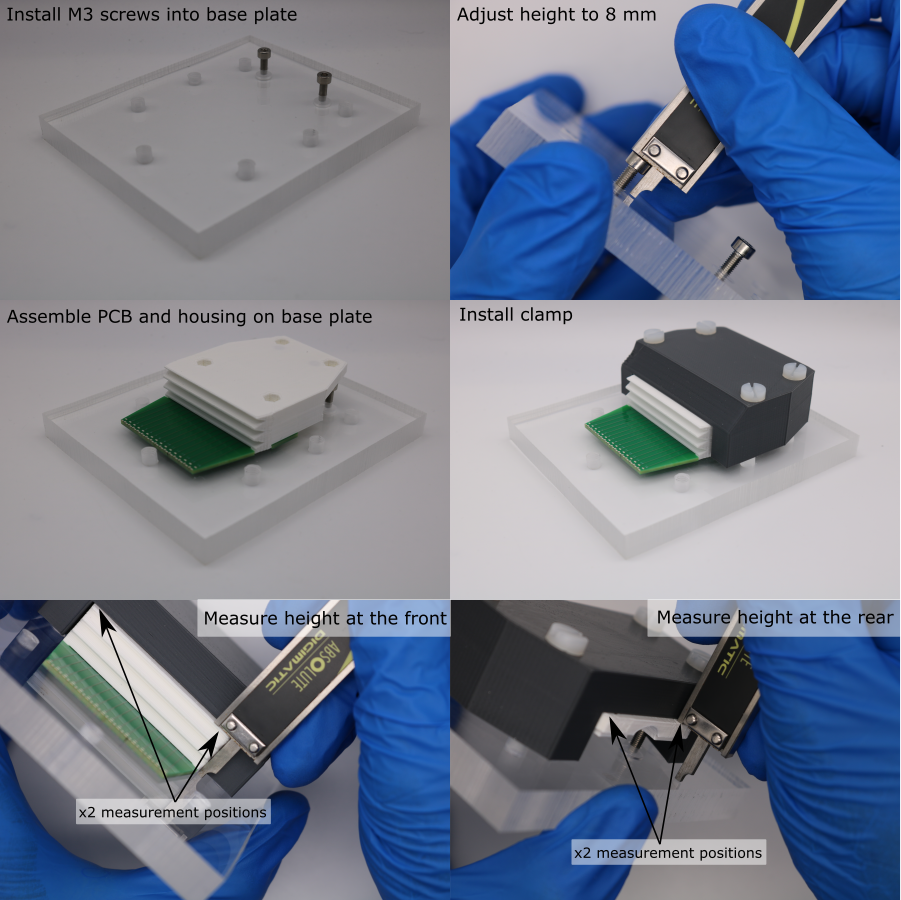 Install M3 screws into base plate
Adjust height to 8 mm
Assemble PCB and housing on base plate
Install clamp
Measure height at the front
ABSOLUTE
DIGIMATIC
x2 measurement positions
Measure height at the rear
x2 measurement positions